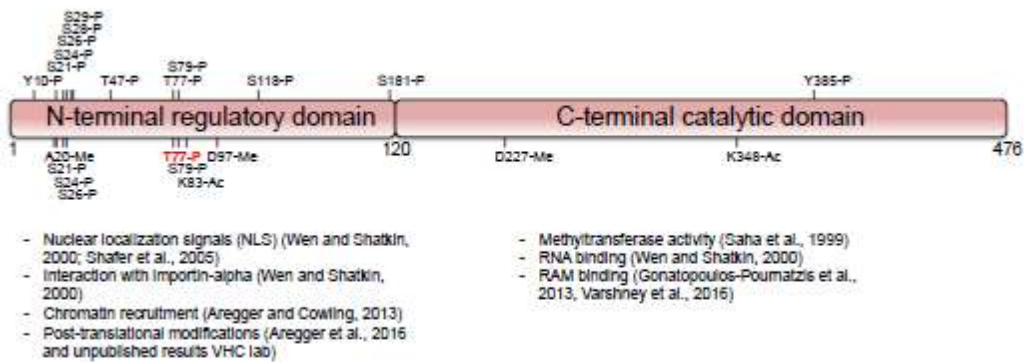 S29-P
S28-P
S26-P
S24-P
S21-P S79-P
Y10-P T47-P T77-P S118-P S181-P Y385-P
N-terminal regulatory domain C-terminal catalytic domain
1 120 476
A20-Me T77-P D97-Me D227-Me K348-Ac
S21-P S79-P
S24-P K83-Ac
S26-P
- Nuclear localization signals (NLS) (Wen and Shatkin,
2000; Shafer et al., 2005)
- Interaction with importin-alpha (Wen and Shatkin,
2000)
- Chromatin recruitment (Aregger and Cowling, 2013)
- Post-translational modifications (Aregger et al., 2016
and unpublished results VHC lab)
- Methyltransferase activity (Saha et al., 1999)
- RNA binding (Wen and Shatkin, 2000)
- RAM binding (Gonatopoulos-Pournatzis et al.,
2013, Varshney et al., 2016)